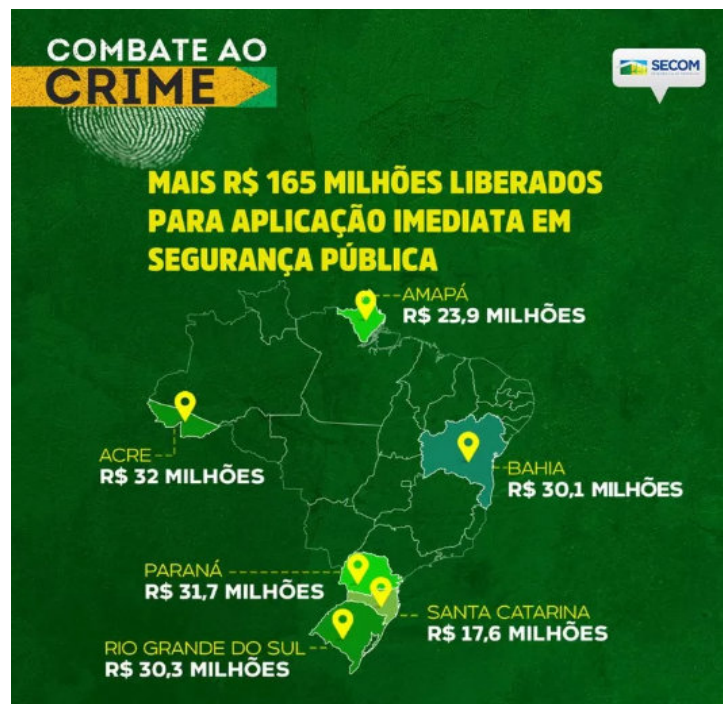 COMBATE AO
CRIME
SECOM
MAIS R$ 165 MILHÕES LIBERADOS
PARA APLICAÇÃO IMEDIATA EM
SEGURANÇA PÚBLICA
AMAPÁ
R$ 23,9 MILHÕES
ACRE
R$ 32 MILHÕES
BAHIA
R$ 30,1 MILHÕES
PARANÁ
R$ 31,7 MILHÕES
SANTA CATARINA
R$ 17,6 MILHÕES
RIO GRANDE DO SUL
R$ 30,3 MILHÕES